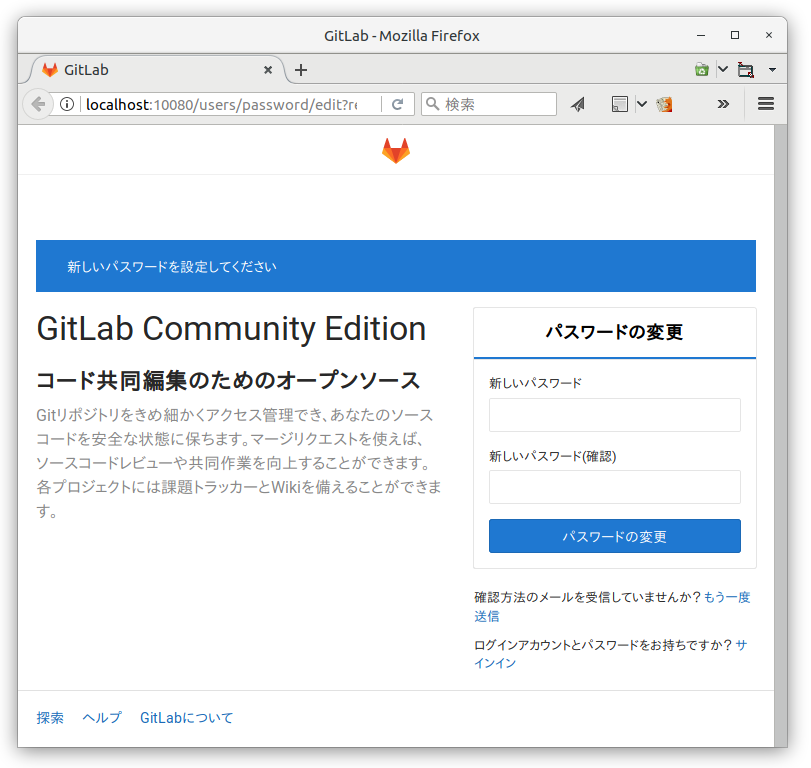 GitLab - Mozilla Firefox
GitLab
localhost:10080/users/password/edit?re
検索
新しいパスワードを設定してください
GitLab Community Edition
コード共同編集のためのオープンソース
Gitリポジトリをきめ細かくアクセス管理でき、あなたのソース
コードを安全な状態に保ちます。マージリクエストを使えば、
ソースコードレビューや共同作業を向上することができます。
各プロジェクトには課題トラッカーとWikiを備えることができま
す。
パスワードの変更
新しいパスワード
新しいパスワード(確認)
パスワードの変更
確認方法のメールを受信していませんか？もう一度
送信
ログインアカウントとパスワードをお持ちですか？サ
インイン
探索 ヘルプ GitLabについて